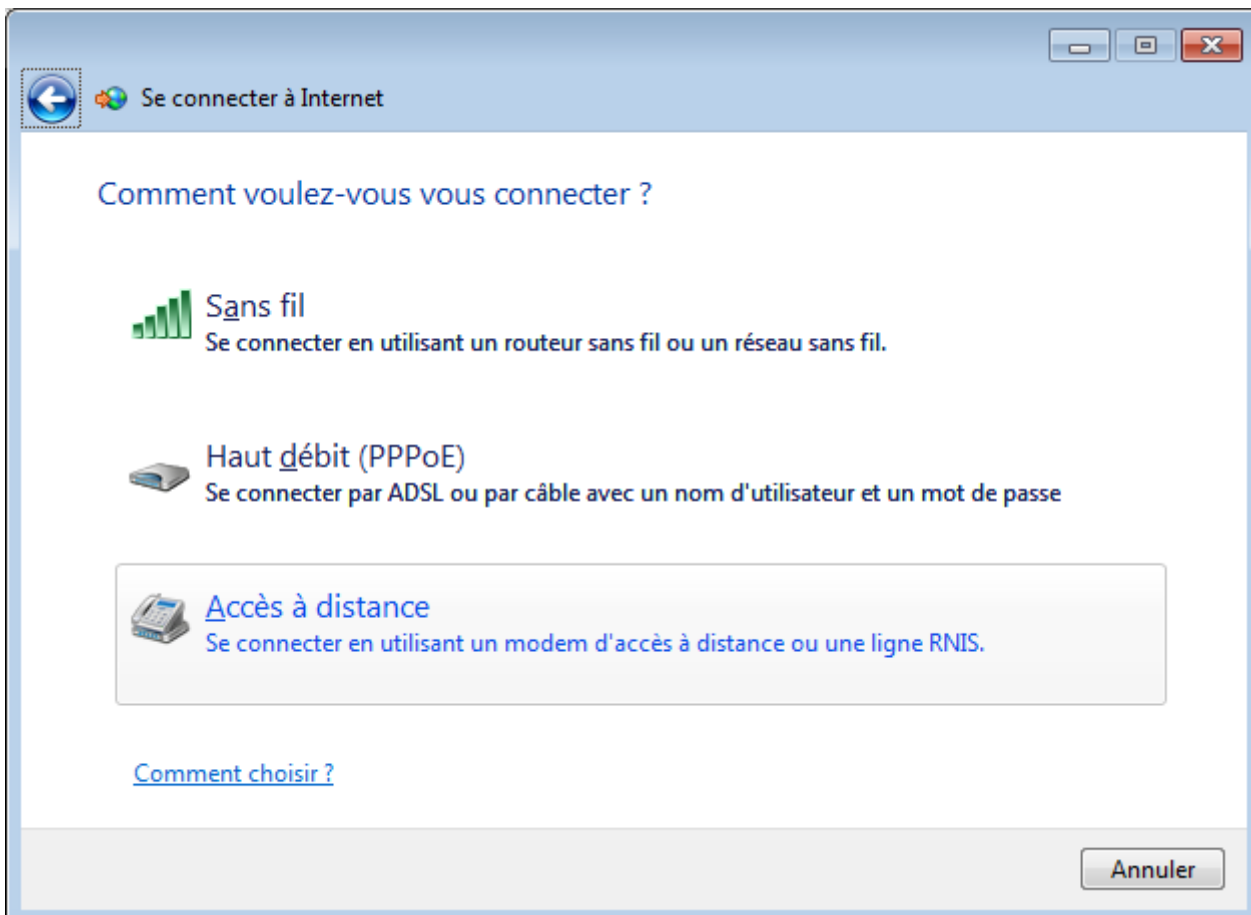 Se connecter à Internet
Comment voulez-vous vous connecter ?
Sans fil
Se connecter en utilisant un routeur sans fil ou un réseau sans fil.
Haut débit (PPPoE)
Se connecter par ADSL ou par câble avec un nom d'utilisateur et un mot de passe
Accès à distance
Se connecter en utilisant un modem d'accès à distance ou une ligne RNIS.
Comment choisir ?
Annuler